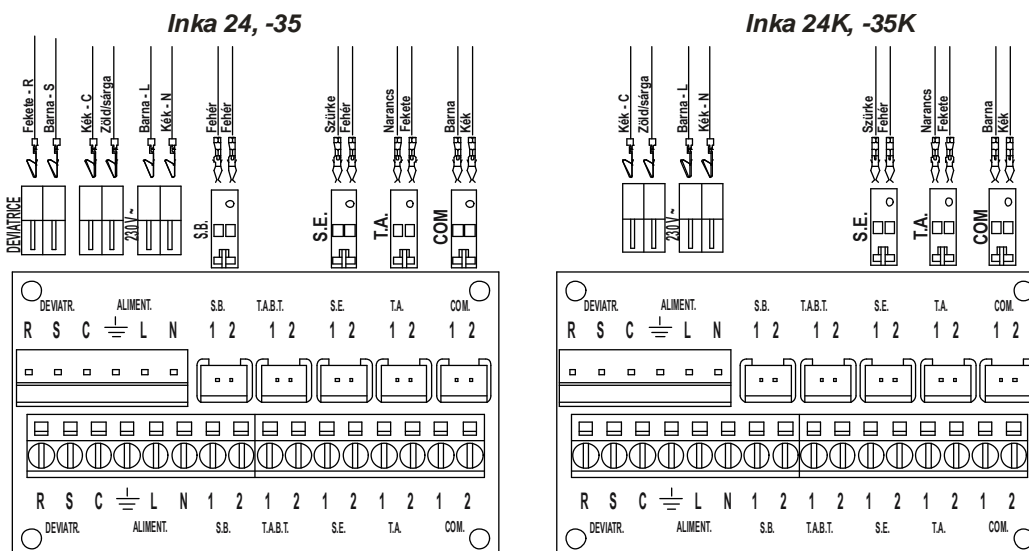 Inka 24, -35
Fekete - R
Barna - S
Kék - C
Zöld/sárga
Barna - L
Kék - N
Fehér
Fehér
Szürke
Fehér
Narancs
Fekete
Barna
Kék
DEVIATRICE
230 V ~
S.B.
S.E.
T.A.
COM
DEVIATR. ALIMENT. S.B. T.A.B.T. S.E. T.A. COM.
R S C L N 1 2 1 2 1 2 1 2 1 2
R S C L N 1 2 1 2 1 2 1 2 1 2
DEVIATR. ALIMENT. S.B. T.A.B.T. S.E. T.A. COM.
Inka 24K, -35K
Kék - C
Zöld/sárga
Barna - L
Kék - N
Szürke
Fehér
Narancs
Fekete
Barna
Kék
230 V ~
S.E.
T.A.
COM
DEVIATR. ALIMENT. S.B. T.A.B.T. S.E. T.A. COM.
R S C L N 1 2 1 2 1 2 1 2 1 2
R S C L N 1 2 1 2 1 2 1 2 1 2
DEVIATR. ALIMENT. S.B. T.A.B.T. S.E. T.A. COM.